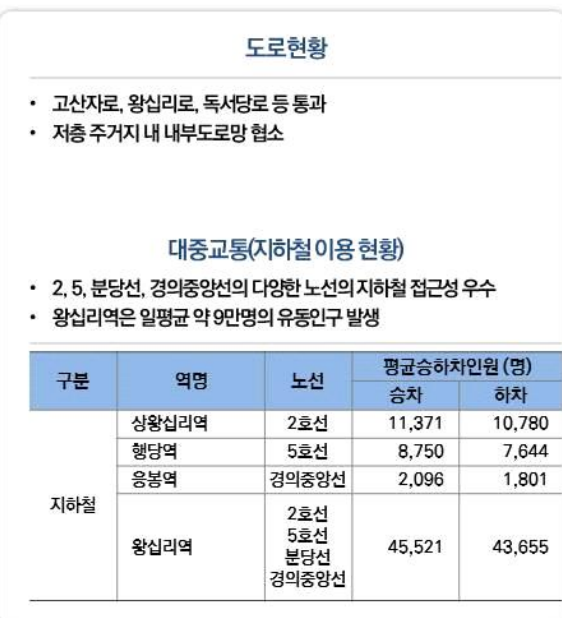 도로현황
• 고산자로, 왕십리로, 독서당로 등 통과
• 저층 주거지 내 내부도로망 협소
대중교통(지하철 이용 현황)
• 2, 5, 분당선, 경의중앙선의 다양한 노선의 지하철 접근성 우수
• 왕십리역은 일평균 약 9만명의 유동인구 발생
구분 역명 노선 평균승하차인원 (명)
승차 하차
상왕십리역 2호선 11,371 10,780
행당역 5호선 8,750 7,644
응봉역 경의중앙선 2,096 1,801
지하철
왕십리역 2호선 5호선 분당선 경의중앙선 45,521 43,655